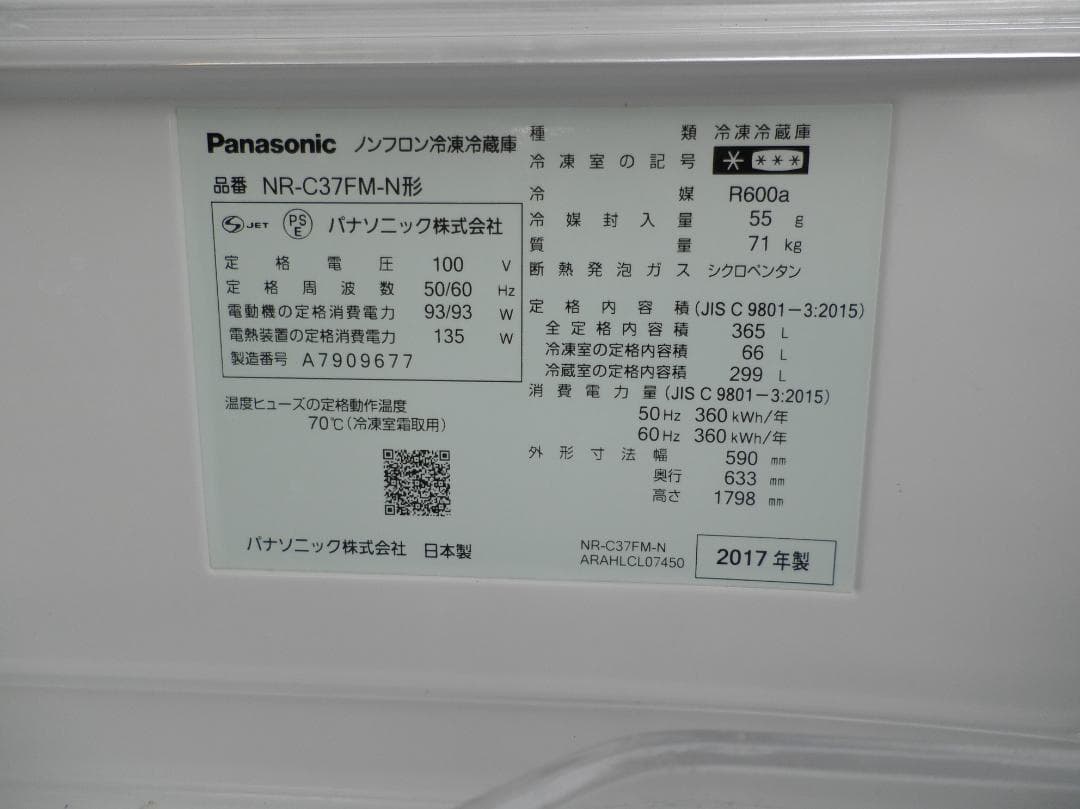 Panasonic ノンフロン冷凍冷蔵庫
品番 NR-C37FM-N形
JET PS E パナソニック株式会社
定格電圧 100 V
定格周波数 50/60 Hz
電動機の定格消費電力 93/93 W
電熱装置の定格消費電力 135 W
製造番号 A7909677
温度ヒューズの定格動作温度
70℃(冷凍室霜取用)
パナソニック株式会社 日本製
種類 冷凍冷蔵庫
冷凍室の記号 * ***
冷媒 R600a
冷媒封入量 55 g
質量 71 kg
断熱発泡ガス シクロペンタン
定格内容積 (JIS C 9801-3:2015)
全定格内容積 365 L
冷凍室の定格内容積 66 L
冷蔵室の定格内容積 299 L
消費電力量 (JIS C 9801-3:2015)
50Hz 360 kWh/年
60Hz 360 kWh/年
外形寸法幅 590 mm
奥行 633 mm
高さ 1798 mm
NR-C37FM-N
ARAHLCL07450
2017年製